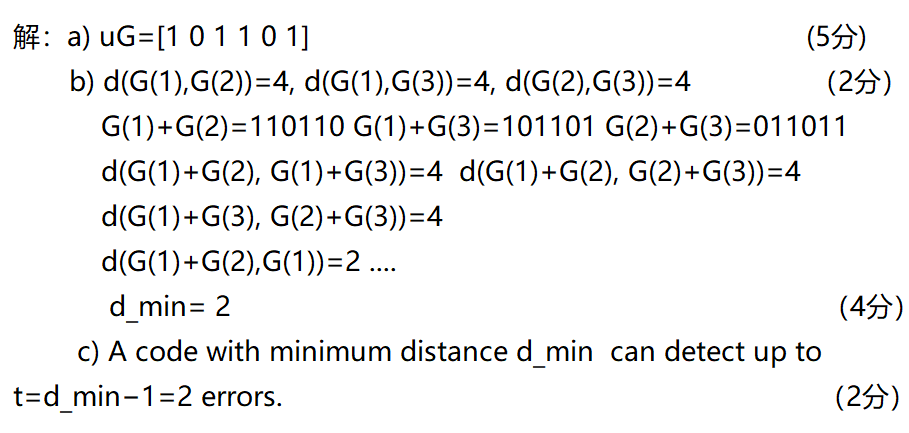 解：a) uG=[1 0 1 1 0 1] (5分)
b) d(G(1),G(2))=4, d(G(1),G(3))=4, d(G(2),G(3))=4 (2分)
G(1)+G(2)=110110 G(1)+G(3)=101101 G(2)+G(3)=011011
d(G(1)+G(2), G(1)+G(3))=4 d(G(1)+G(2), G(2)+G(3))=4
d(G(1)+G(3), G(2)+G(3))=4
d(G(1)+G(2),G(1))=2 ....
d_min= 2 (4分)
c) A code with minimum distance d_min can detect up to
t=d_min−1=2 errors. (2分)